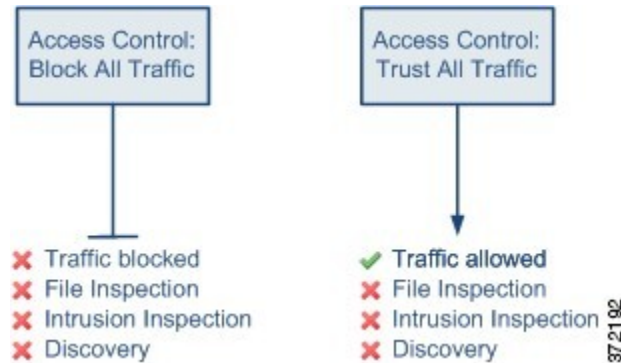 Access Control:
Block All Traffic
Traffic blocked
File Inspection
Intrusion Inspection
Discovery
Access Control:
Trust All Traffic
Traffic allowed
File Inspection
Intrusion Inspection
Discovery
372192